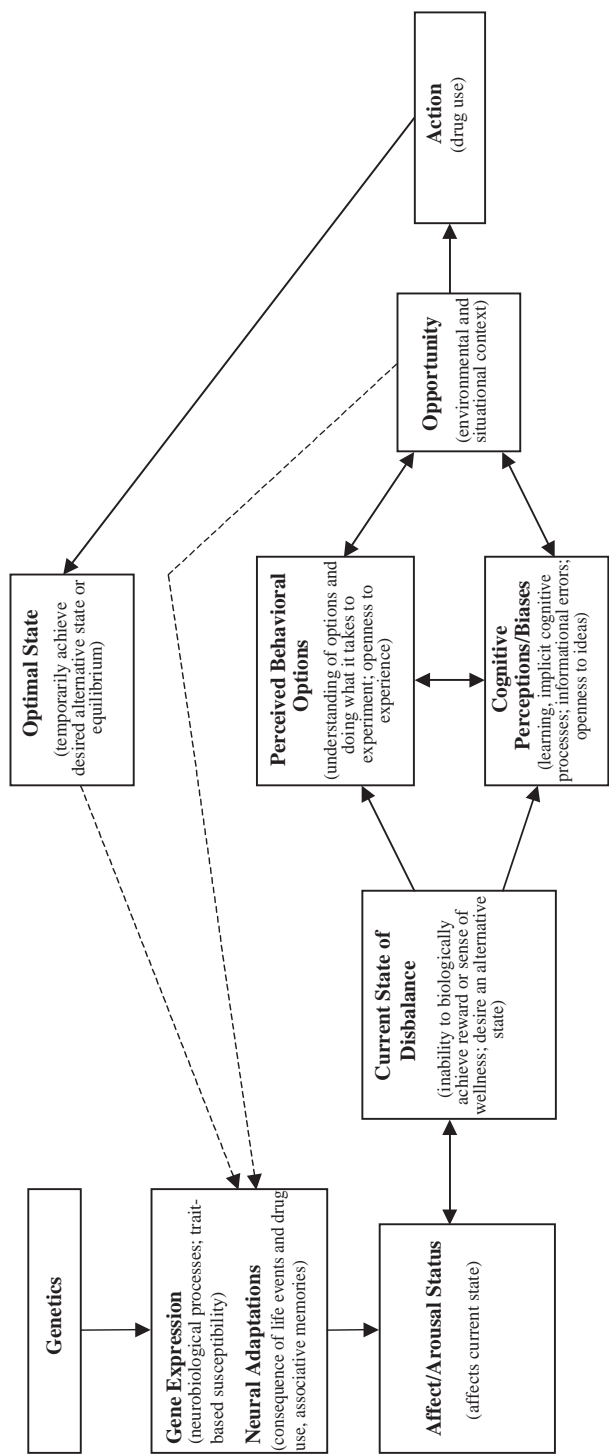 Genetics
Gene Expression
(neurobiological processes; trait-
based susceptibility)
Neural Adaptations
(consequence of life events and drug
use, associative memories)
Affect/Arousal Status
(affects current state)
Current State of
Disbalance
(inability to biologically
achieve reward or sense of
wellness; desire an alternative
state)
Optimal State
(temporarily achieve
desired alternative state or
equilibrium)
Perceived Behavioral
Options
(understanding of options and
doing what it takes to
experiment; openness to
experience)
Cognitive
Perceptions/Biases
(learning, implicit cognitive
processes; informational errors;
openness to ideas)
Opportunity
(environmental and
situational context)
Action
(drug use)